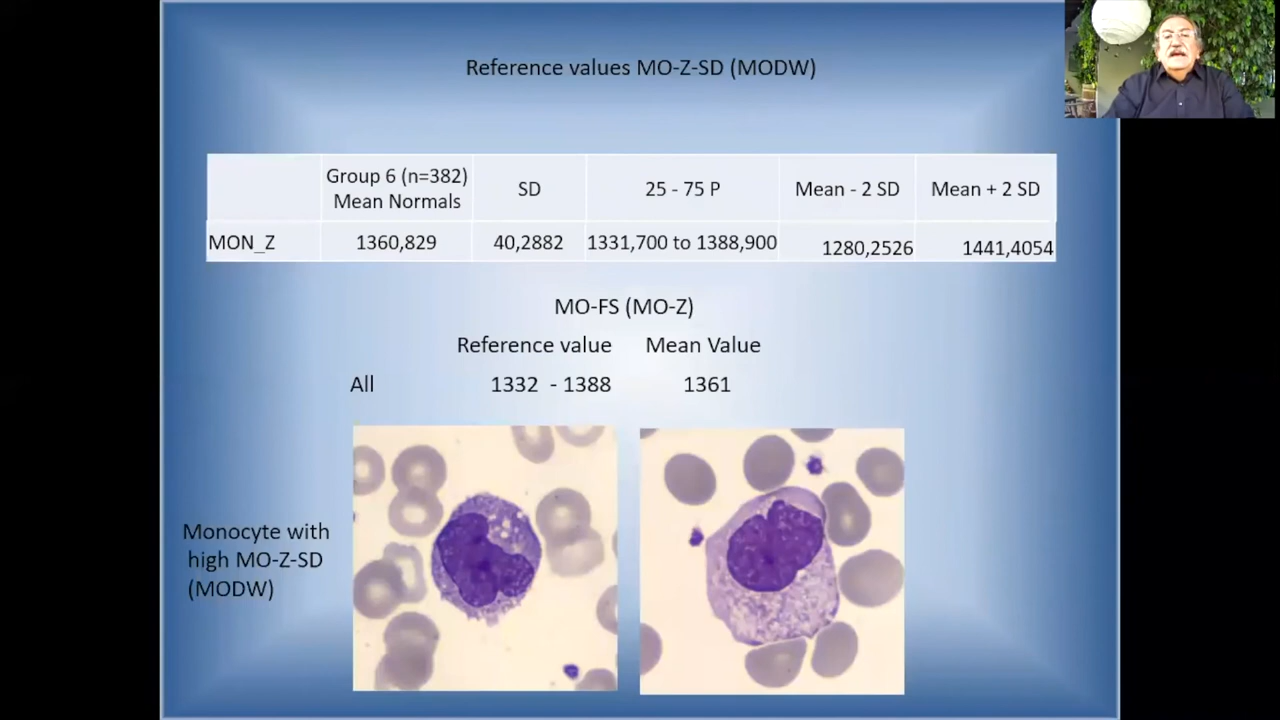 Reference values MO-Z-SD (MODW)
Group 6 (n=382)
Mean Normals
SD
25 - 75 P
Mean - 2 SD
Mean + 2 SD
MON_Z
1360,829
40,2882
1331,700 to 1388,900
1280,2526
1441,4054
MO-FS (MO-Z)
Reference value Mean Value
All 1332 - 1388 1361
Monocyte with
high MO-Z-SD
(MODW)